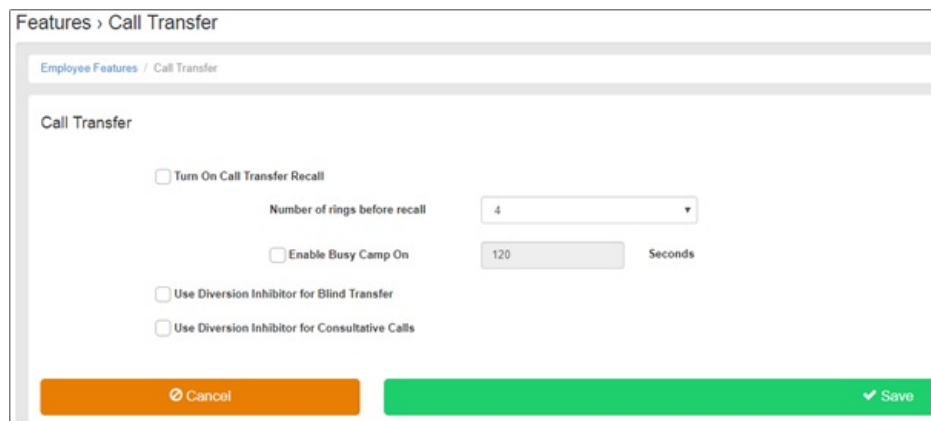 Features › Call Transfer
Employee Features / Call Transfer
Call Transfer
Turn On Call Transfer Recall
Number of rings before recall 4
Enable Busy Camp On 120 Seconds
Use Diversion Inhibitor for Blind Transfer
Use Diversion Inhibitor for Consultative Calls
Cancel Save